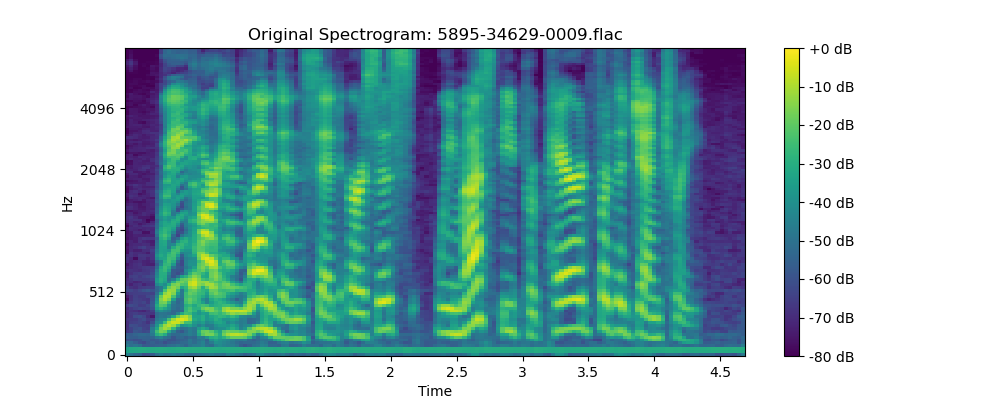 Original Spectrogram: 5895-34629-0009.flac
Hz
4096
2048
1024
512
0
0 0.5 1 1.5 2 2.5 3 3.5 4 4.5
Time
+0 dB
-10 dB
-20 dB
-30 dB
-40 dB
-50 dB
-60 dB
-70 dB
-80 dB